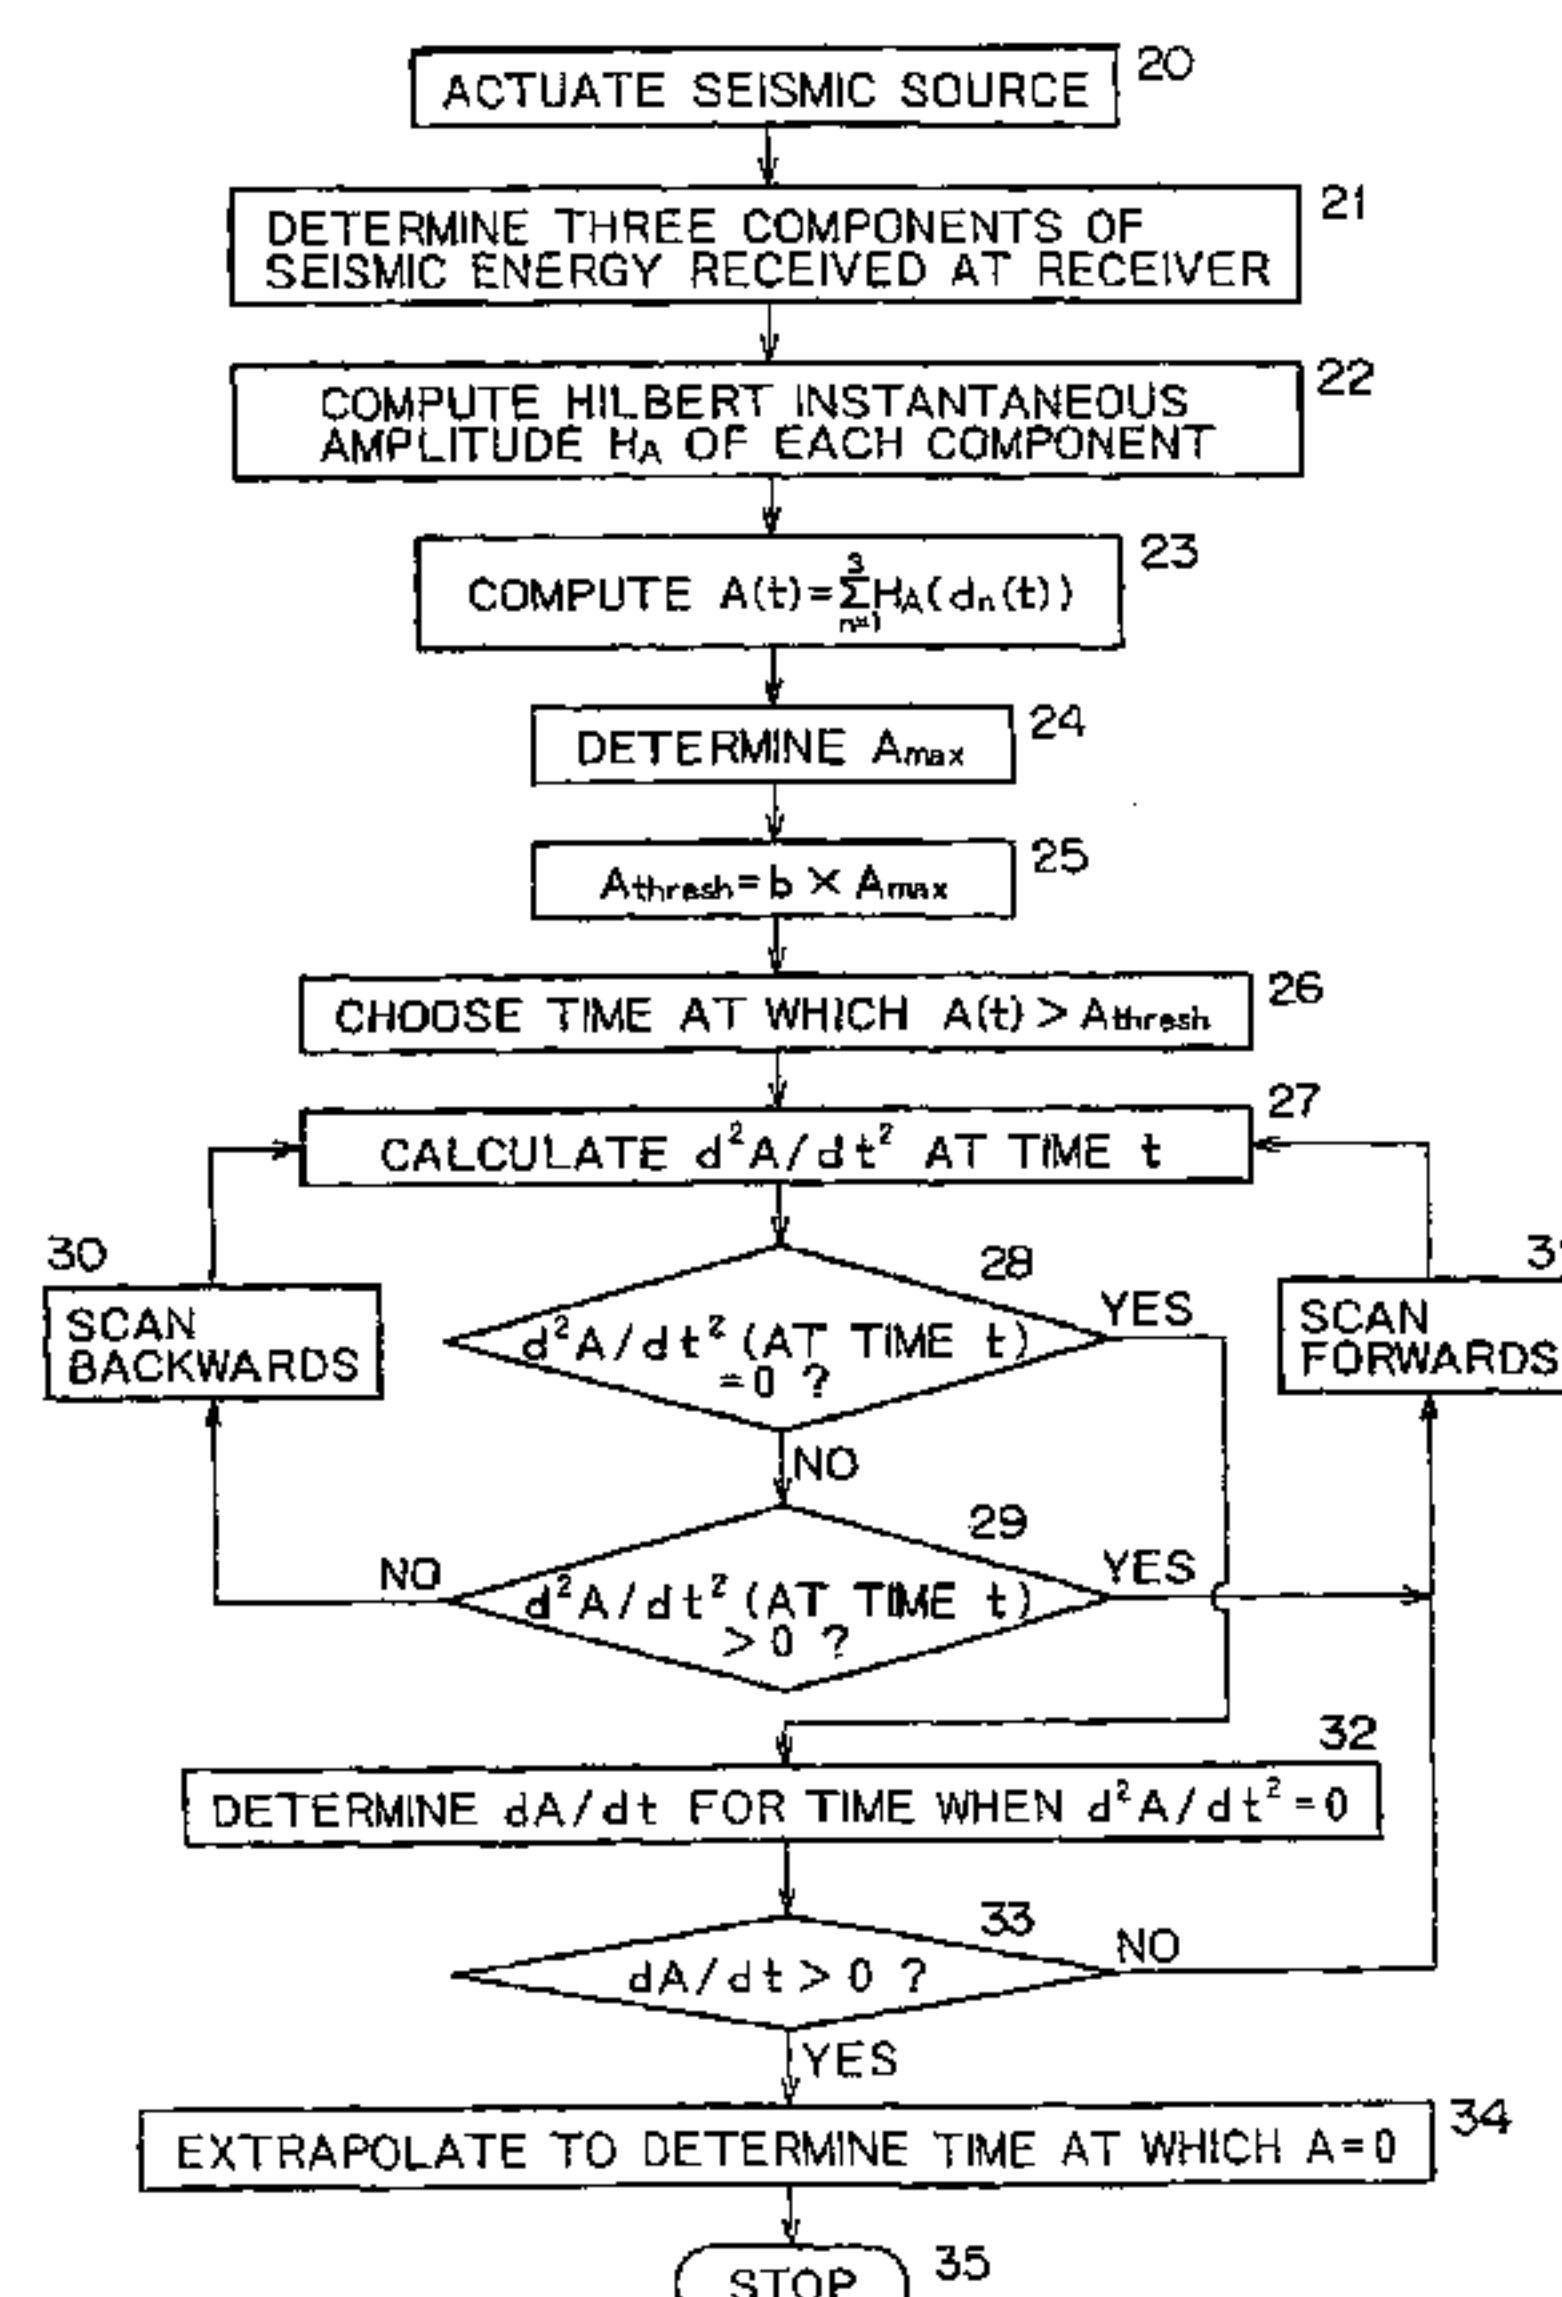 ACTUATE SEISMIC SOURCE
20
DETERMINE THREE COMPONENTS OF
SEISMIC ENERGY RECEIVED AT RECEIVER
21
COMPUTE HILBERT INSTANTANEOUS
AMPLITUDE HA OF EACH COMPONENT
22
COMPUTE A(t)=∑HA(dn(t))
3
n=1
23
DETERMINE Amax
24
Athresh=b × Amax
25
CHOOSE TIME AT WHICH A(t) > Athresh
26
CALCULATE d²A/dt² AT TIME t
27
30
SCAN
BACKWARDS
28
d²A/dt² (AT TIME t)
=0 ?
YES
SCAN
FORWARDS
NO
29
d²A/dt² (AT TIME t)
>0 ?
NO
YES
32
DETERMINE dA/dt FOR TIME WHEN d²A/dt²=0
33
dA/dt>0 ?
NO
YES
EXTRAPOLATE TO DETERMINE TIME AT WHICH A=0
34
STOP
35